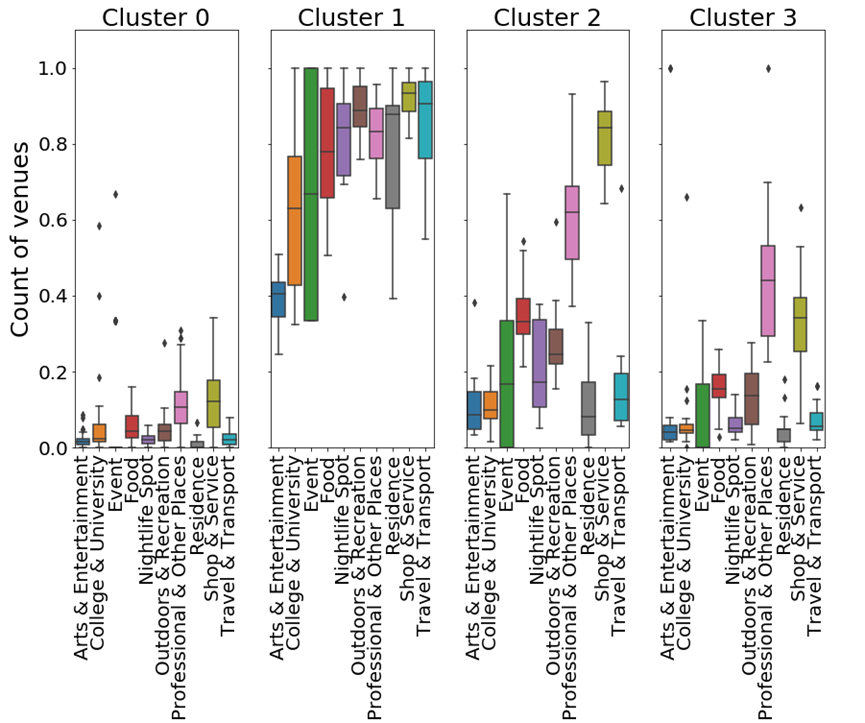 Cluster 0
Cluster 1
Cluster 2
Cluster 3
Count of venues
1.0
0.8
0.6
0.4
0.2
0.0
Arts & Entertainment
College & University
Event
Food
Nightlife Spot
Outdoors & Recreation
Professional & Other Places
Residence
Shop & Service
Travel & Transport
Arts & Entertainment
College & University
Event
Food
Nightlife Spot
Outdoors & Recreation
Professional & Other Places
Residence
Shop & Service
Travel & Transport
Arts & Entertainment
College & University
Event
Food
Nightlife Spot
Outdoors & Recreation
Professional & Other Places
Residence
Shop & Service
Travel & Transport
Arts & Entertainment
College & University
Event
Food
Nightlife Spot
Outdoors & Recreation
Professional & Other Places
Residence
Shop & Service
Travel & Transport